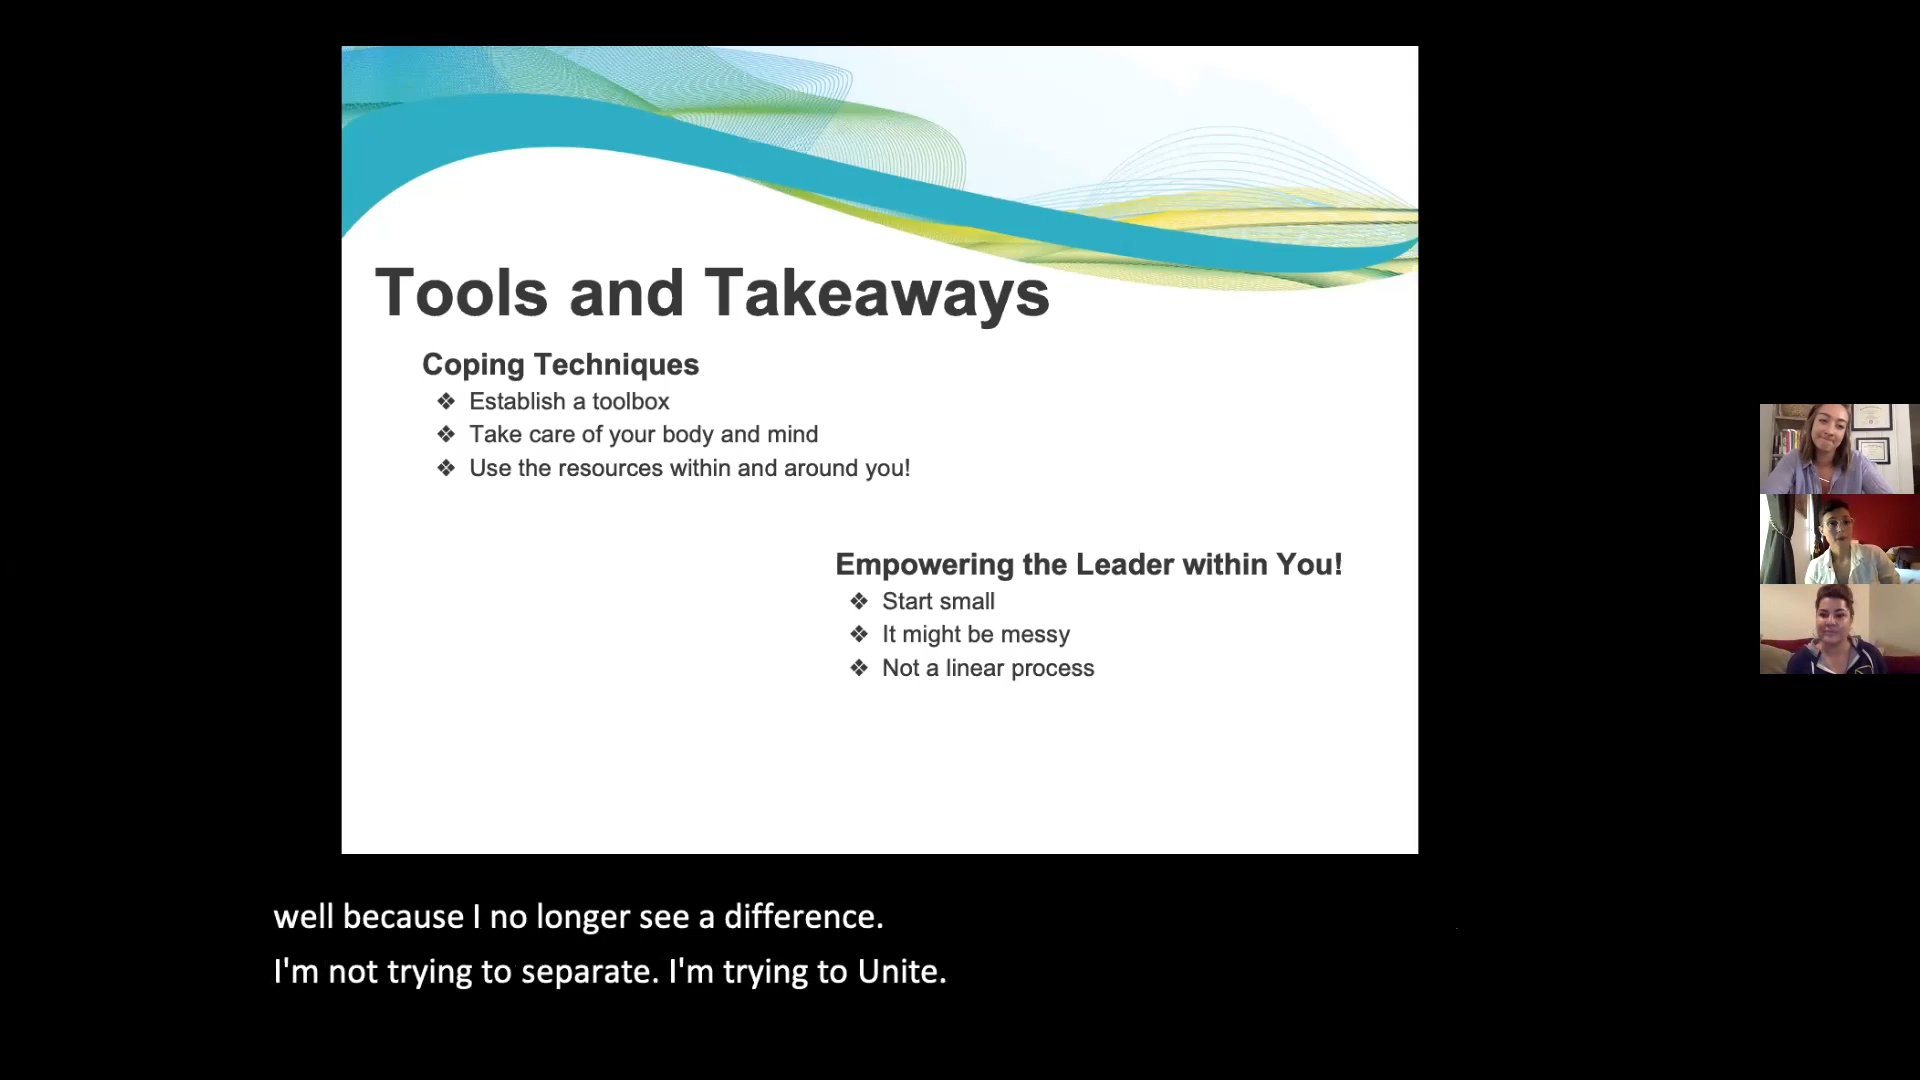 Tools and Takeaways
Coping Techniques
❖ Establish a toolbox
❖ Take care of your body and mind
❖ Use the resources within and around you!
Empowering the Leader within You!
❖ Start small
❖ It might be messy
❖ Not a linear process
well because I no longer see a difference.
I'm not trying to separate. I'm trying to Unite.